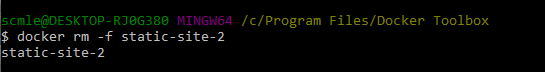 scmle@DESKTOP-RJ0G380 MINGW64 /c/Program Files/Docker Toolbox
$ docker rm -f static-site-2
static-site-2